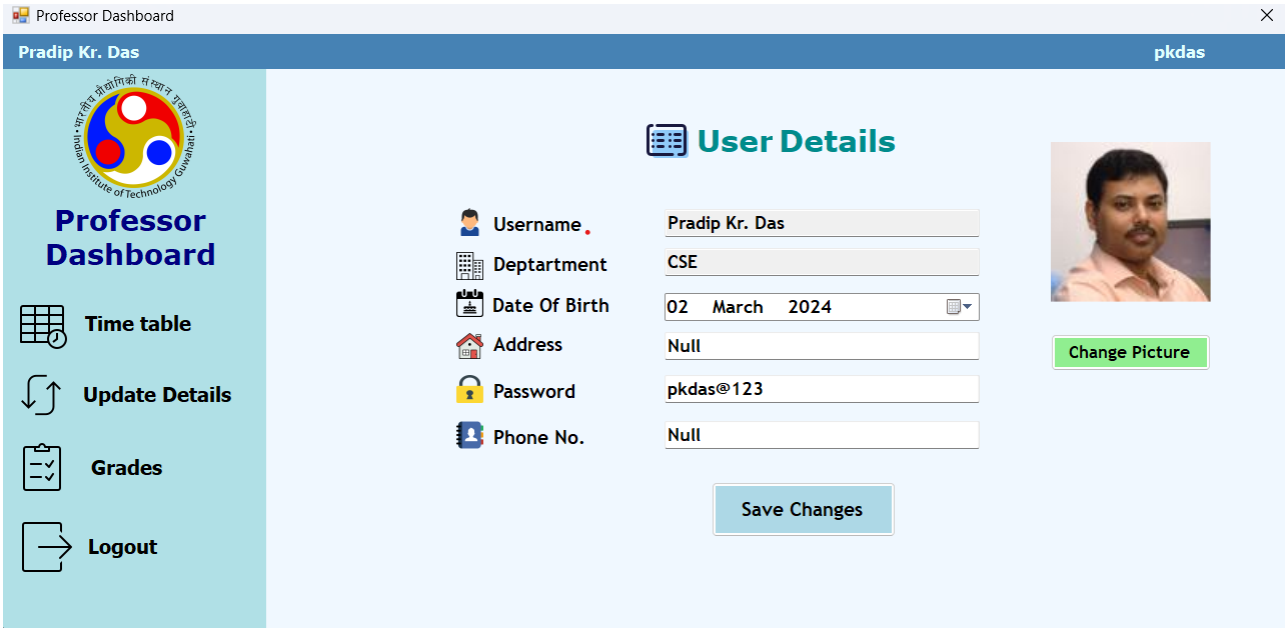 Professor Dashboard
Pradip Kr. Das
pkdas
भारतीय प्रौद्योगिकी संस्थान गुवाहाटी
Indian Institute of Technology Guwahati
Professor
Dashboard
Time table
Update Details
Grades
Logout
User Details
Username
Pradip Kr. Das
Deptartment
CSE
Date Of Birth
02 March 2024
Address
Null
Password
pkdas@123
Phone No.
Null
Save Changes
Change Picture